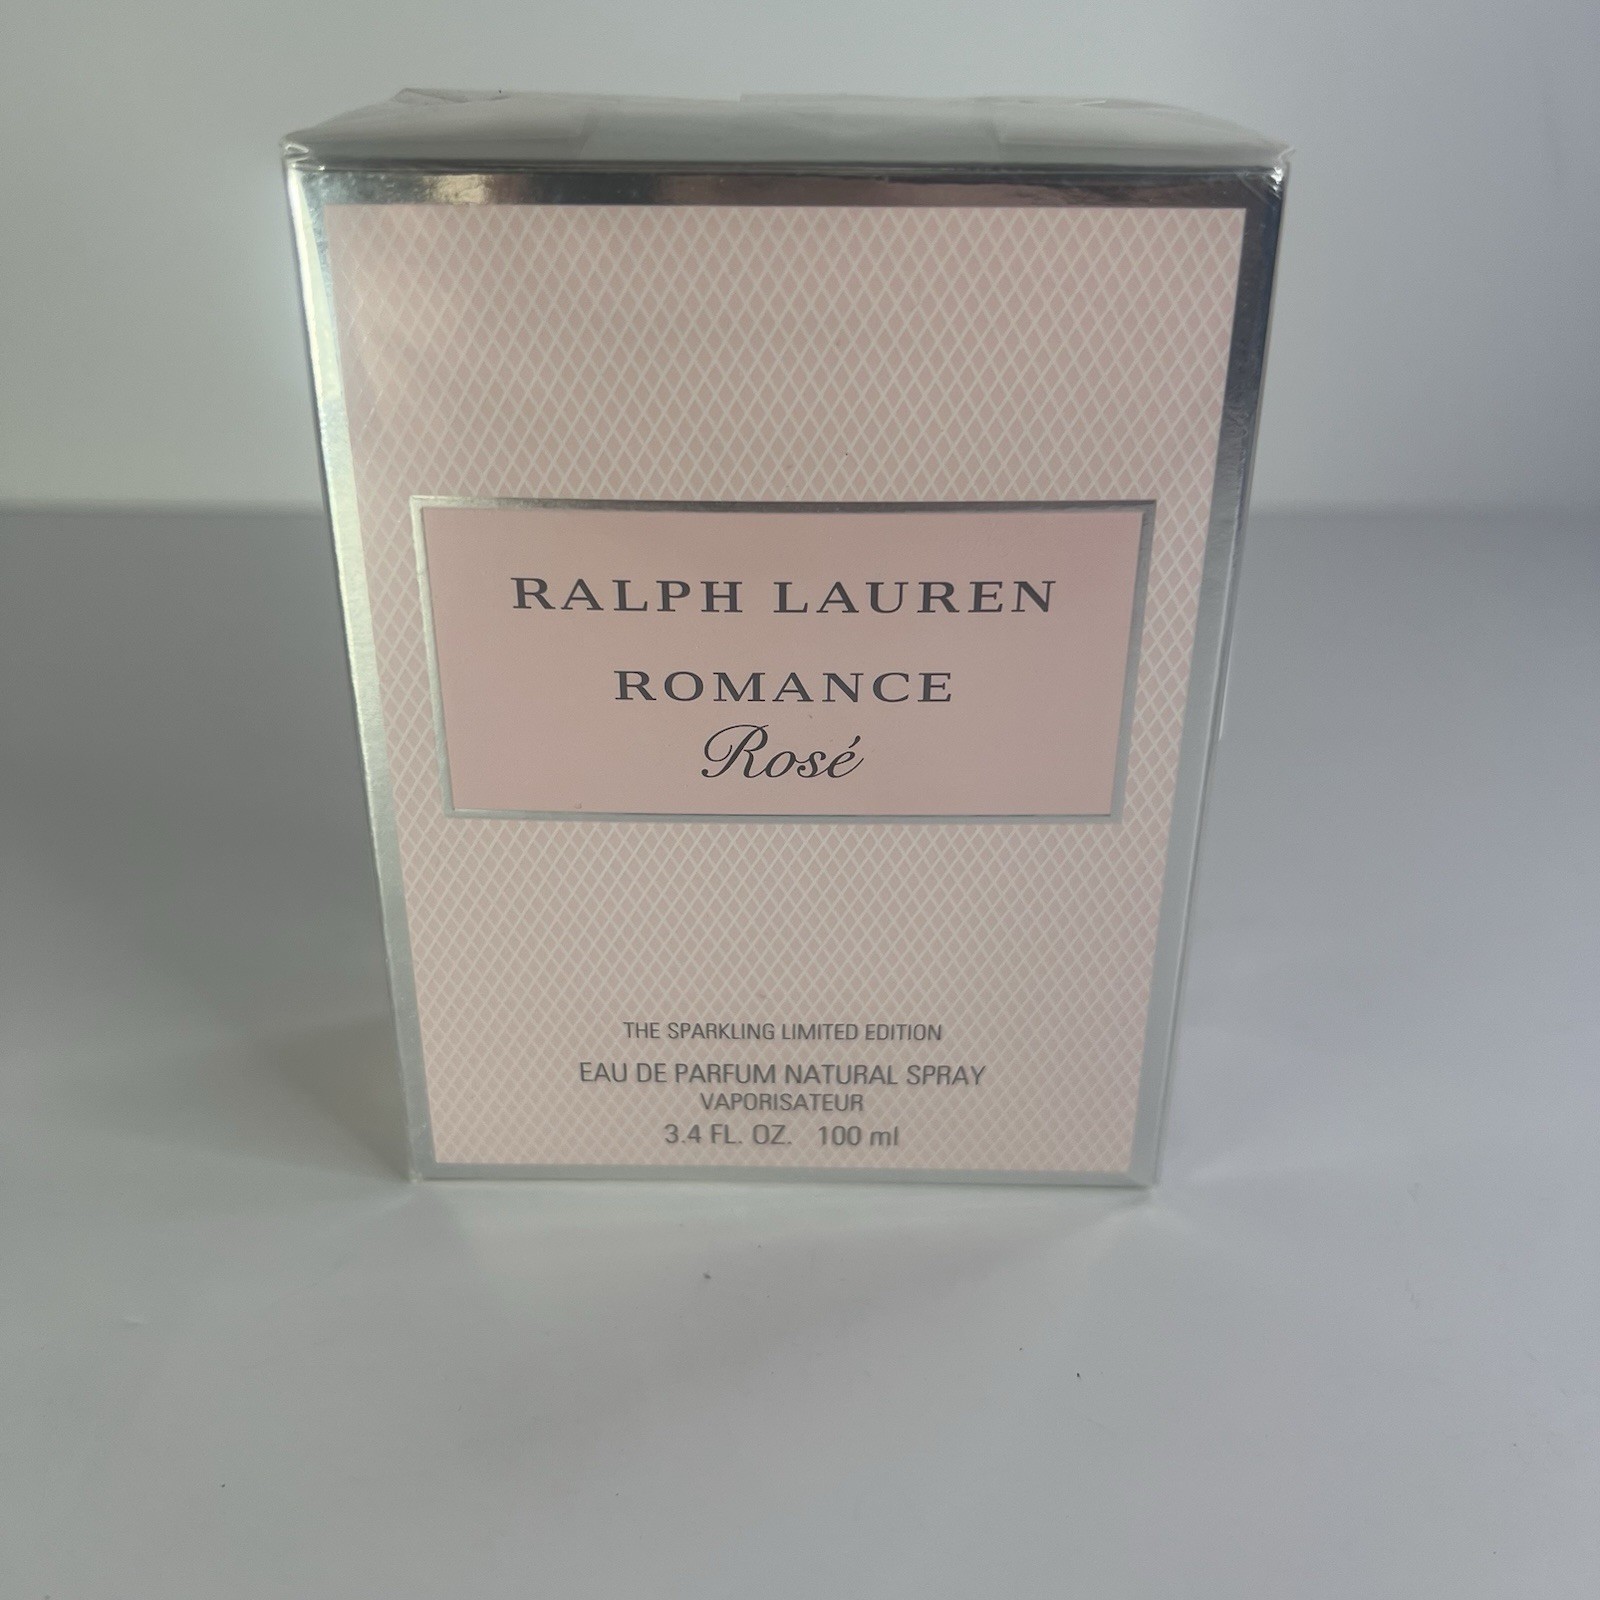 RALPH LAUREN
ROMANCE
Rosé
THE SPARKLING LIMITED EDITION
EAU DE PARFUM NATURAL SPRAY
VAPORISATEUR
3.4 FL. OZ. 100 ml